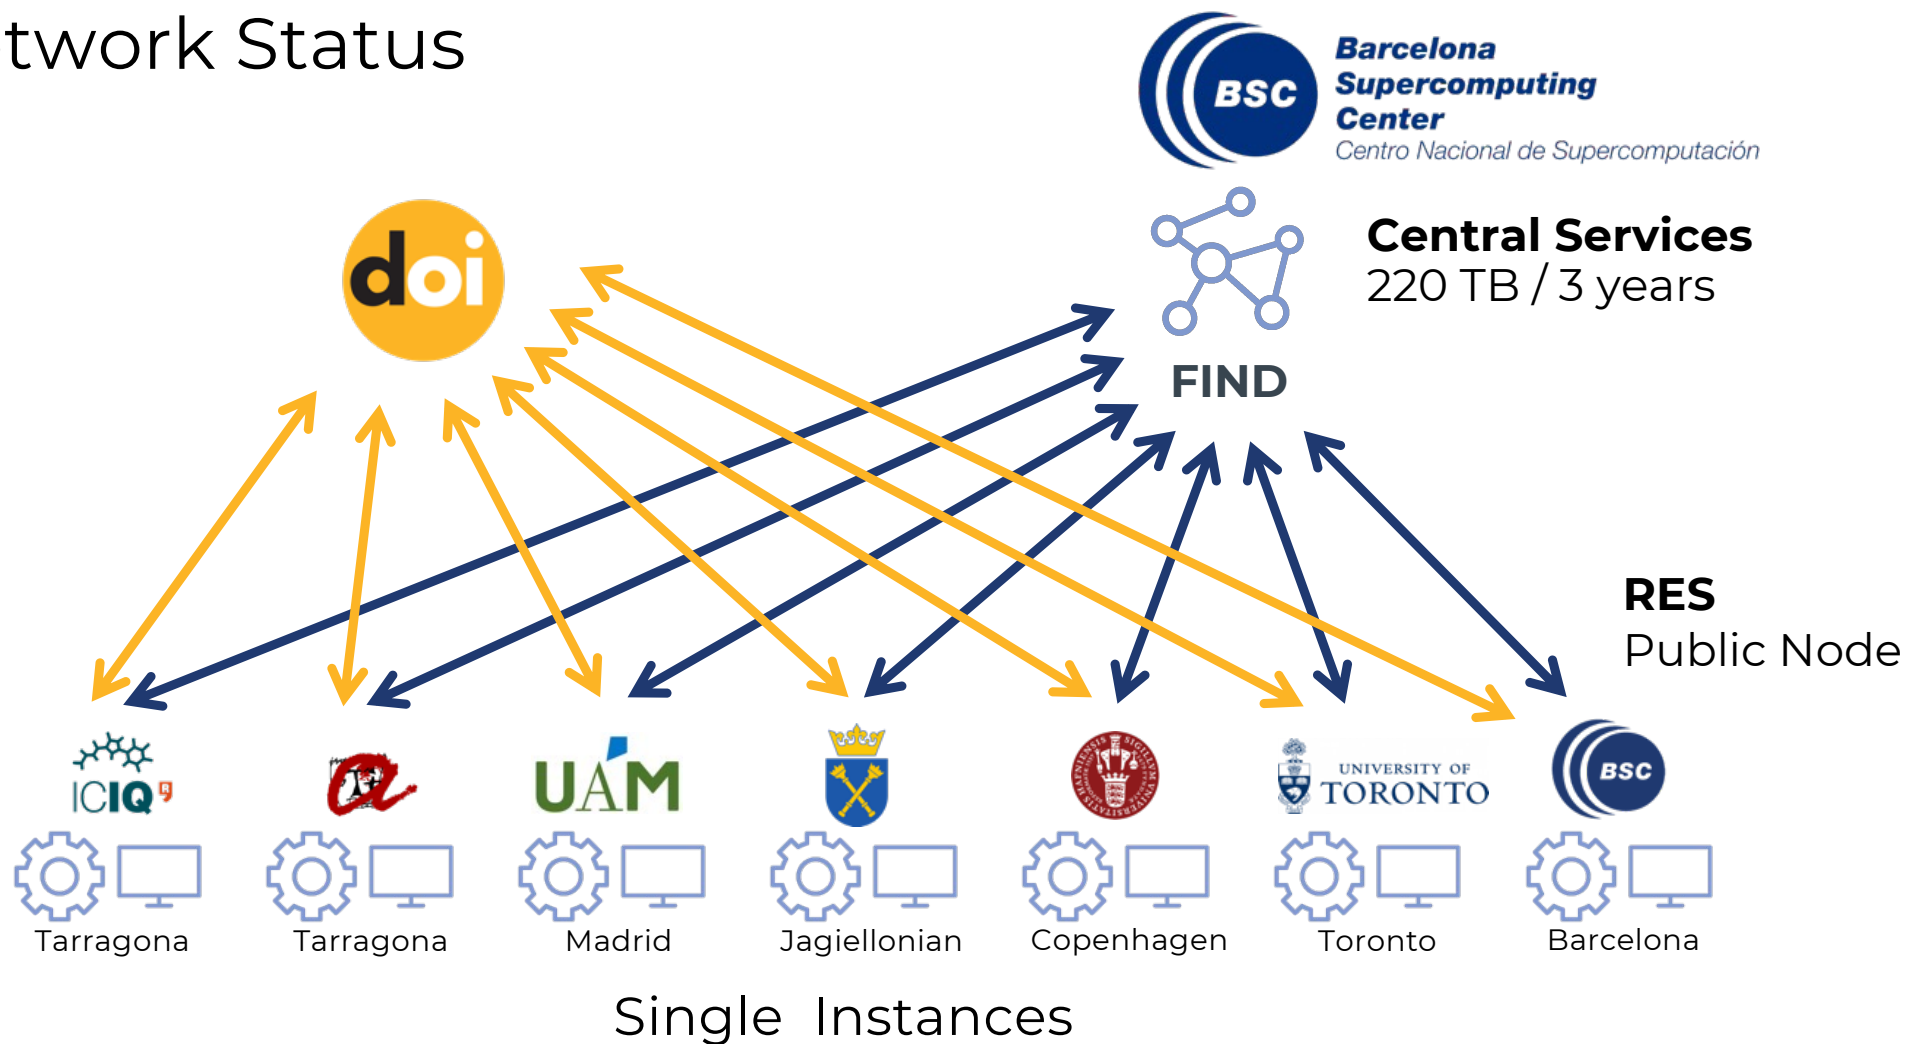 twork Status
BSC
Barcelona
Supercomputing
Center
Centro Nacional de Supercomputación
doi
Central Services
220 TB / 3 years
FIND
RES
Public Node
ICIQ
UAM
UNIVERSITY OF
TORONTO
BSC
Tarragona
Tarragona
Madrid
Jagiellonian
Copenhagen
Toronto
Barcelona
Single Instances